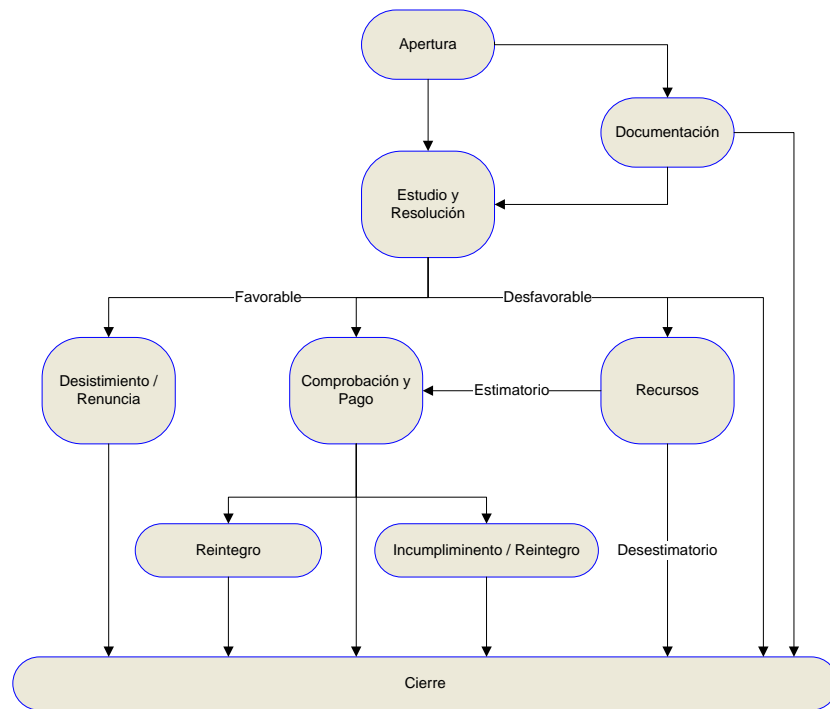 Apertura
Documentación
Estudio y
Resolución
Favorable
Desfavorable
Desistimiento /
Renuncia
Comprobación y
Pago
Estimatorio
Recursos
Reintegro
Incumpliminento / Reintegro
Desestimatorio
Cierre